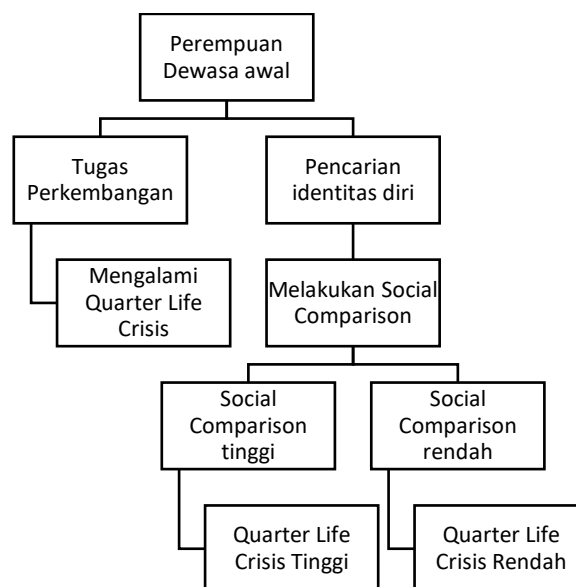 Perempuan
Dewasa awal
Tugas
Perkembangan
Pencarian
identitas diri
Mengalami
Quarter Life
Crisis
Melakukan Social
Comparison
Social
Comparison
tinggi
Social
Comparison
rendah
Quarter Life
Crisis Tinggi
Quarter Life
Crisis Rendah